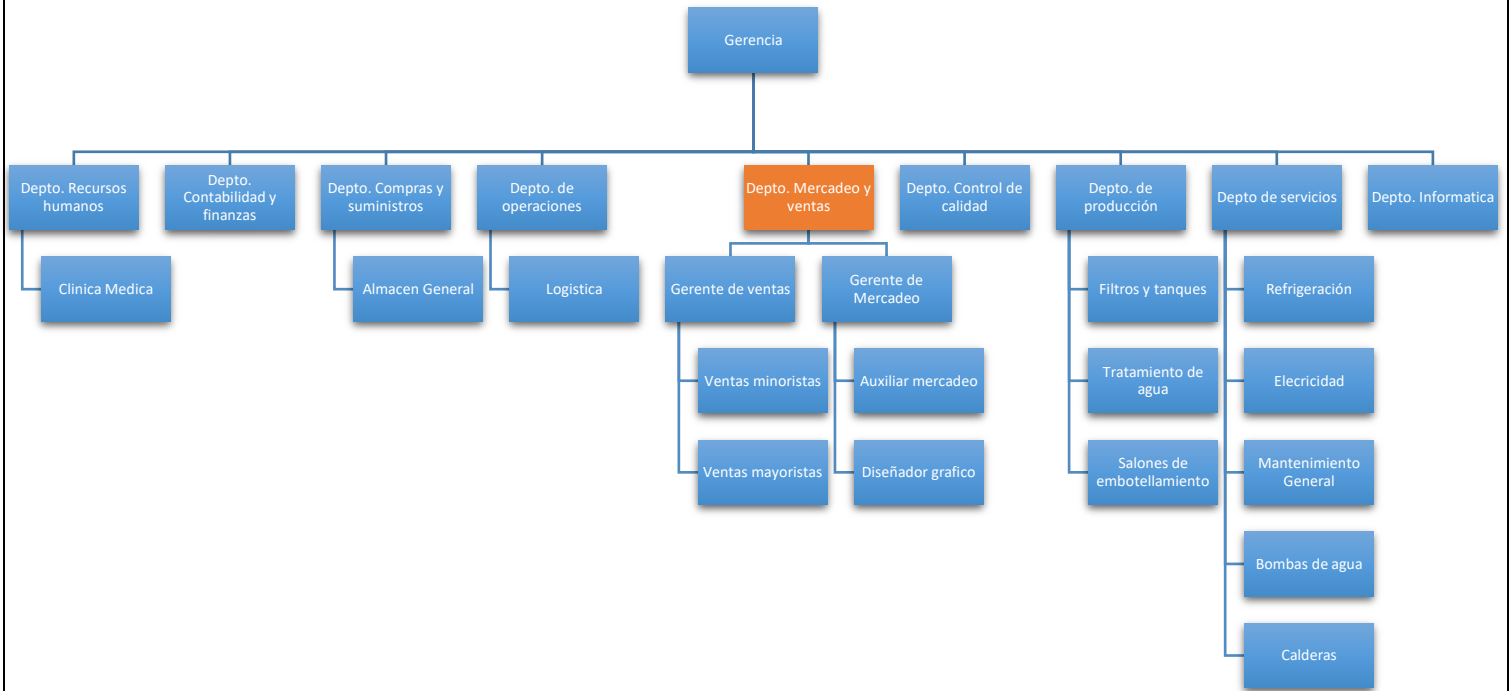 Gerencia
Depto. Recursos
humanos
Depto.
Contabilidad y
finanzas
Depto. Compras y
suministros
Depto. de
operaciones
Depto. Mercadeo y
ventas
Depto. Control de
calidad
Depto. de
producción
Depto de servicios
Depto. Informatica
Clinica Medica
Almacen General
Logistica
Gerente de ventas
Gerente de
Mercadeo
Filtros y tanques
Refrigeración
Ventas minoristas
Auxiliar mercadeo
Tratamiento de
agua
Elecricidad
Ventas mayoristas
Diseñador grafico
Salones de
embotellamiento
Mantenimiento
General
Bombas de agua
Calderas